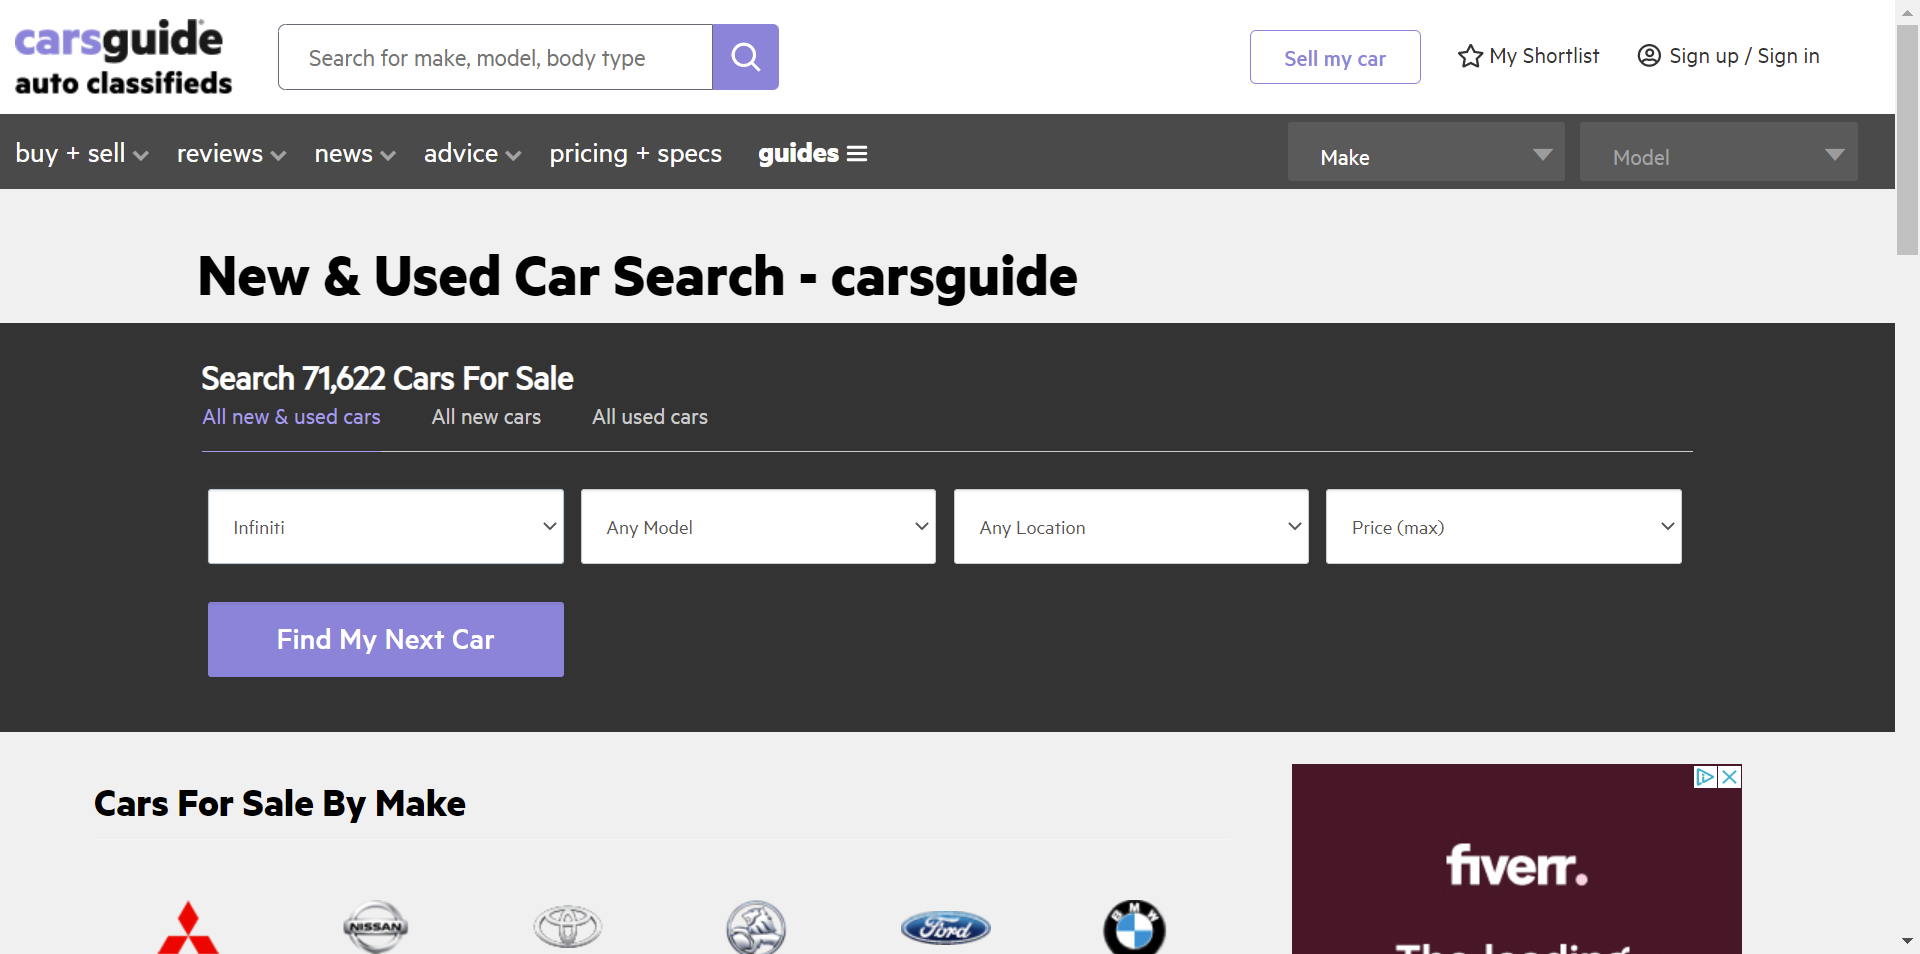 carsguide
auto classifieds
Search for make, model, body type
Sell my car
My Shortlist
Sign up / Sign in
buy + sell
reviews
news
advice
pricing + specs
guides
Make
Model
New & Used Car Search - carsguide
Search 71,622 Cars For Sale
All new & used cars
All new cars
All used cars
Infiniti
Any Model
Any Location
Price (max)
Find My Next Car
Cars For Sale By Make
fiverr.
NISSAN
Ford
BMW
The leading